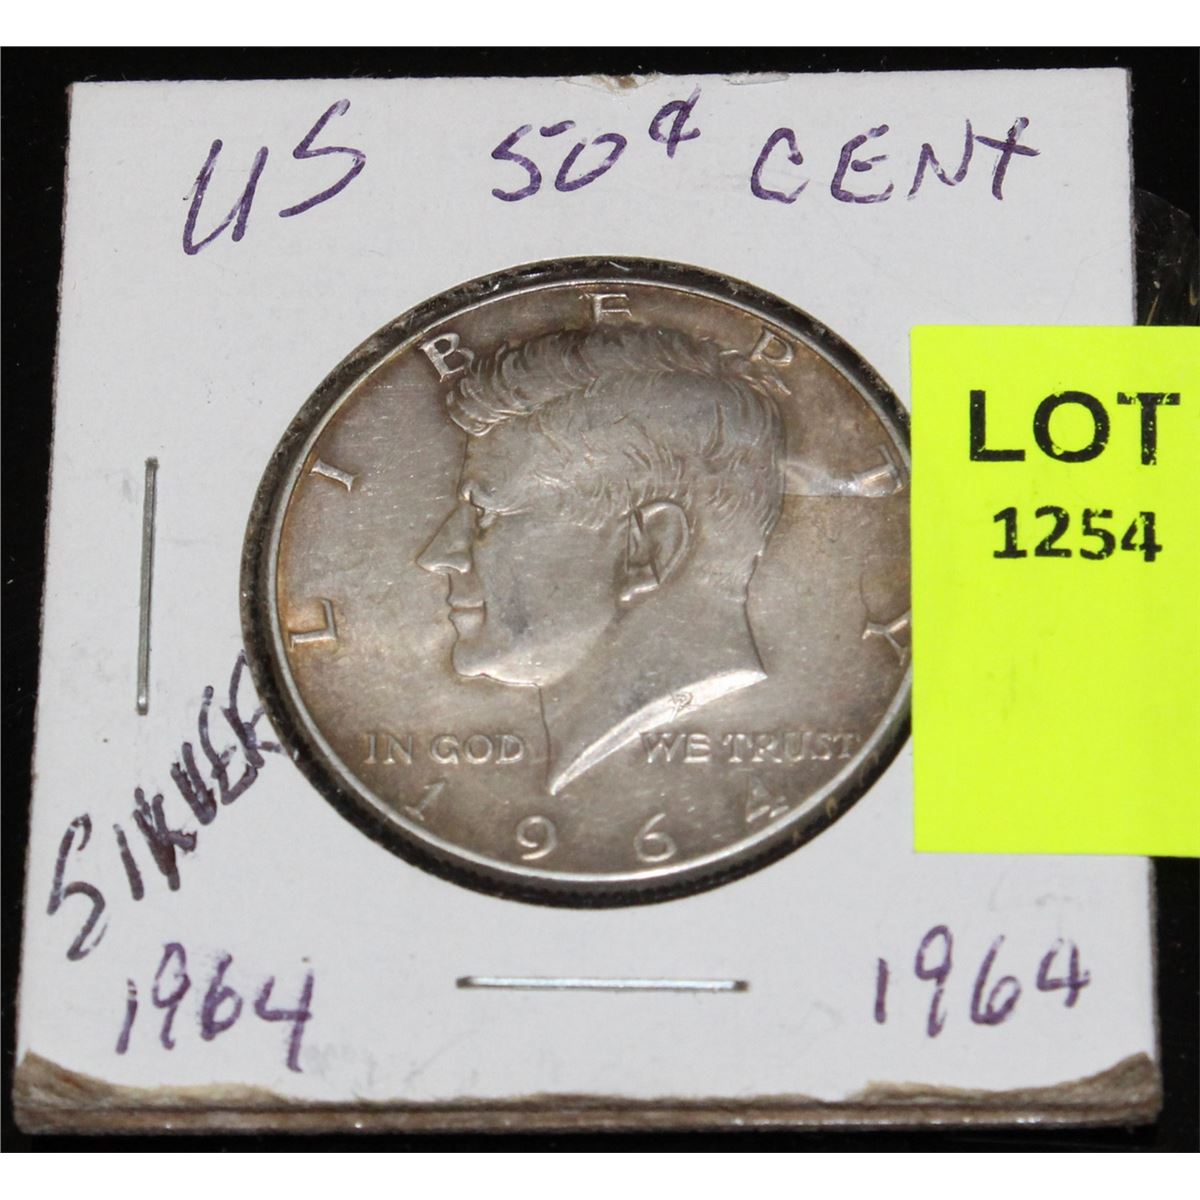 US 50¢ CENT
LIBERTY
LOT
1254
IN GOD WE TRUST
1964
SILVER
1964
1964